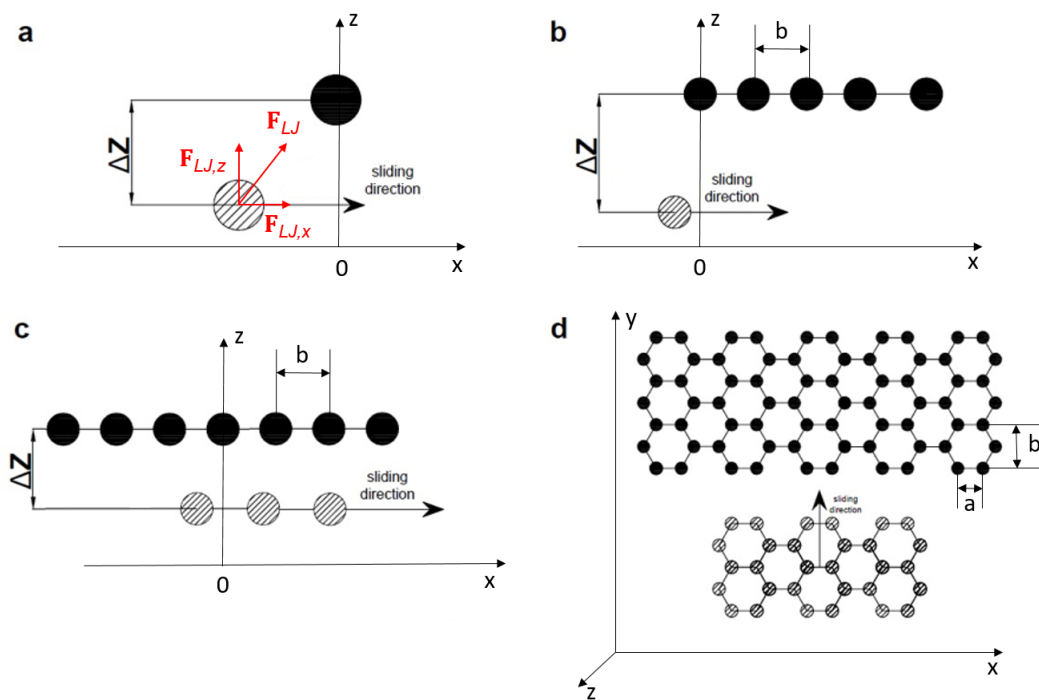 a
z
ΔZ
F_LJ
F_LJ,z
sliding
direction
F_LJ,x
0
x
b
z
b
ΔZ
sliding
direction
0
x
c
z
b
ΔZ
sliding
direction
0
x
d
y
b
a
sliding
direction
x
z